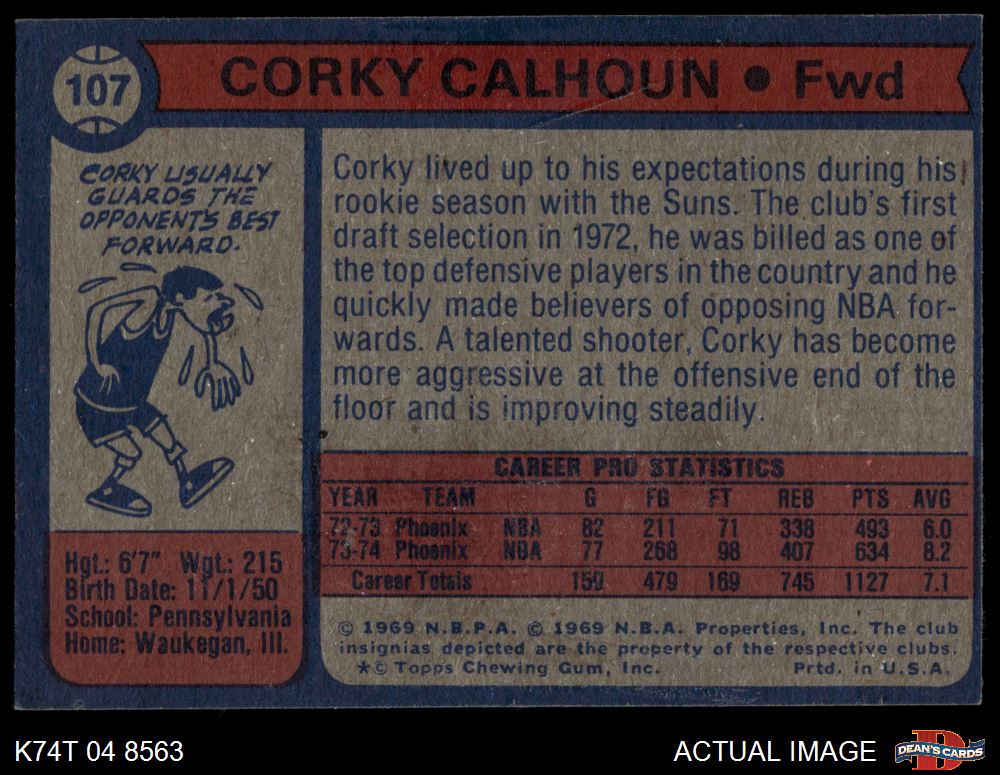 107
CORKY CALHOUN • Fwd
CORKY USUALLY
GUARDS THE
OPPONENT'S BEST
FORWARD.
Corky lived up to his expectations during his
rookie season with the Suns. The club's first
draft selection in 1972, he was billed as one of
the top defensive players in the country and he
quickly made believers of opposing NBA for-
wards. A talented shooter, Corky has become
more aggressive at the offensive end of the
floor and is improving steadily.
CAREER PRO STATISTICS
YEAR TEAM G FG FT REB PTS AVG
72-73 Phoenix NBA 82 211 71 338 493 6.0
73-74 Phoenix NBA 77 268 98 407 634 8.2
Career Totals 159 479 169 745 1127 7.1
Hgt.: 6'7" Wgt.: 215
Birth Date: 11/1/50
School: Pennsylvania
Home: Waukegan, Ill.
© 1969 N.B.P.A. © 1969 N.B.A. Properties, Inc. The club
insignias depicted are the property of the respective clubs.
★© Topps Chewing Gum, Inc. Prtd. in U.S.A.
K74T 04 8563
ACTUAL IMAGE
DEAN'S CARDS